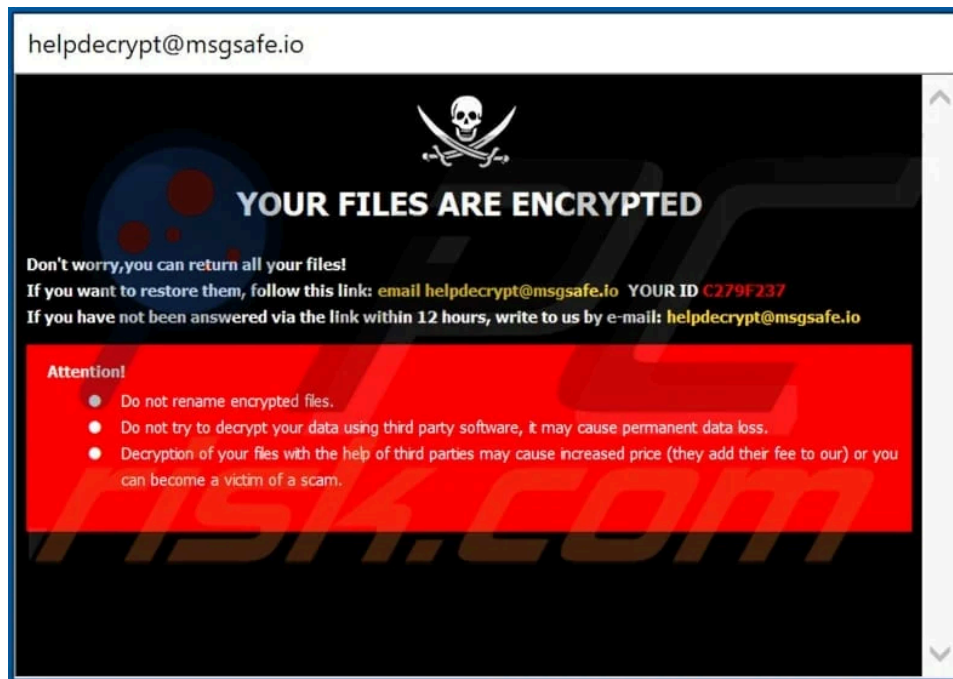 helpdecrypt@msgsafe.io
YOUR FILES ARE ENCRYPTED
Don't worry,you can return all your files!
If you want to restore them, follow this link: email helpdecrypt@msgsafe.io YOUR ID C279F237
If you have not been answered via the link within 12 hours, write to us by e-mail: helpdecrypt@msgsafe.io
Attention!
Do not rename encrypted files.
Do not try to decrypt your data using third party software, it may cause permanent data loss.
Decryption of your files with the help of third parties may cause increased price (they add their fee to our) or you
can become a victim of a scam.
PC
risk.com